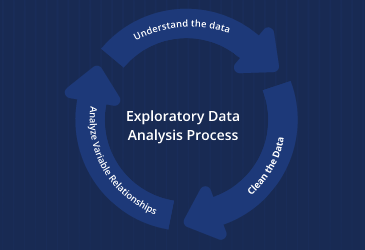 Understand the data
Exploratory Data
Analysis Process
Clean the Data
Analyze Variable Relationships